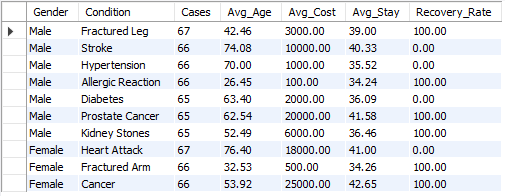 Gender Condition Cases Avg_Age Avg_Cost Avg_Stay Recovery_Rate
Male Fractured Leg 67 42.46 3000.00 39.00 100.00
Male Stroke 66 74.08 10000.00 40.33 0.00
Male Hypertension 66 70.00 1000.00 35.52 0.00
Male Allergic Reaction 66 26.45 100.00 34.24 100.00
Male Diabetes 65 63.40 2000.00 36.09 0.00
Male Prostate Cancer 65 62.54 20000.00 41.58 100.00
Male Kidney Stones 65 52.49 6000.00 36.46 100.00
Female Heart Attack 67 76.40 18000.00 41.00 0.00
Female Fractured Arm 66 32.53 500.00 34.26 100.00
Female Cancer 66 53.92 25000.00 42.65 100.00